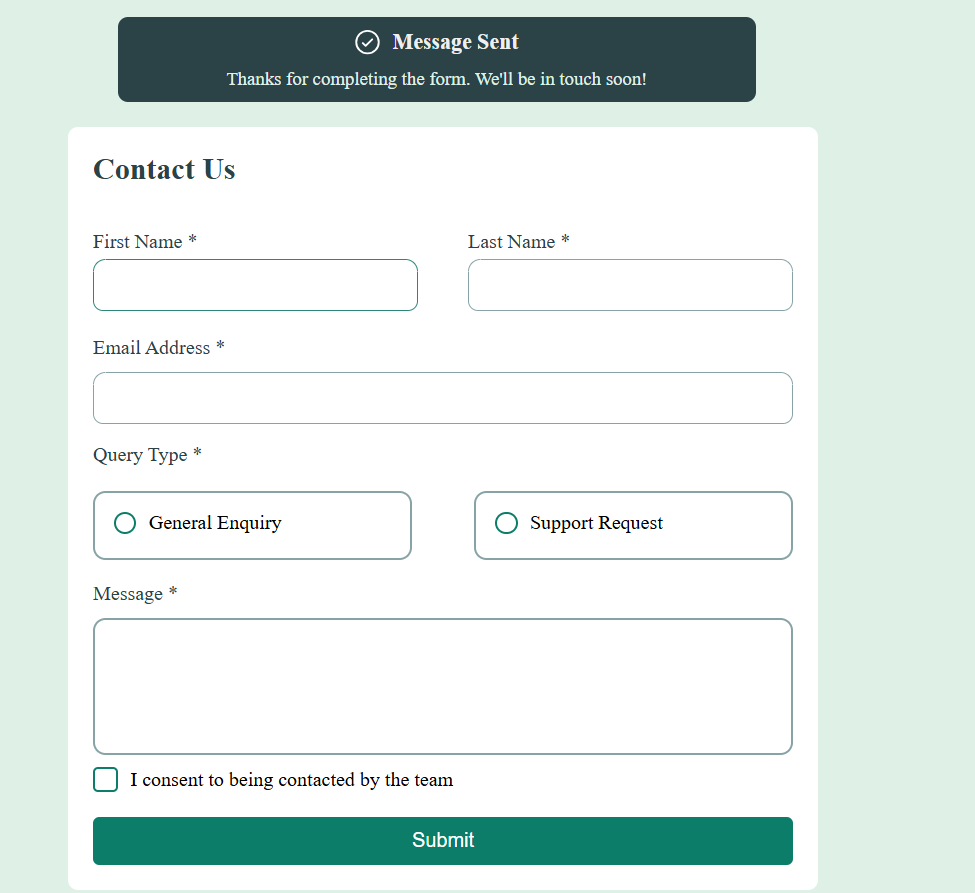 Message Sent
Thanks for completing the form. We'll be in touch soon!
Contact Us
First Name * Last Name *
Email Address *
Query Type *
General Enquiry Support Request
Message *
I consent to being contacted by the team
Submit